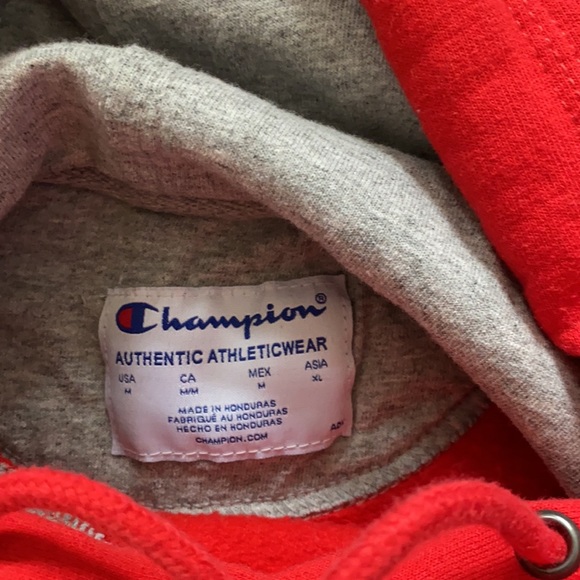 Champion®
AUTHENTIC ATHLETICWEAR
USA CA MEX ASIA
M M/M M XL
MADE IN HONDURAS
FABRIQUÉ AU HONDURAS
HECHO EN HONDURAS
CHAMPION.COM